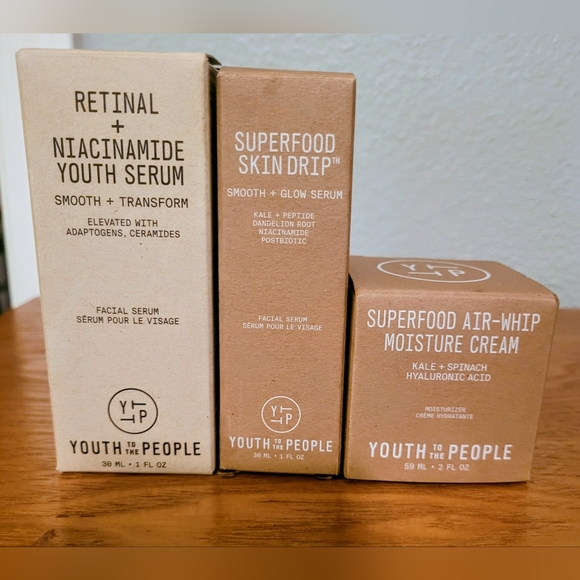 RETINAL
+
NIACINAMIDE
YOUTH SERUM
SMOOTH + TRANSFORM
ELEVATED WITH
ADAPTOGENS, CERAMIDES
FACIAL SERUM
SÉRUM POUR LE VISAGE
YTTP
YOUTH TO THE PEOPLE
30 ML • 1 FL OZ
SUPERFOOD
SKIN DRIP™
SMOOTH + GLOW SERUM
KALE + PEPTIDE
DANDELION ROOT
NIACINAMIDE
POSTBIOTIC
FACIAL SERUM
SÉRUM POUR LE VISAGE
YTTP
YOUTH TO THE PEOPLE
30 ML • 1 FL OZ
YTTP
SUPERFOOD AIR-WHIP
MOISTURE CREAM
KALE + SPINACH
HYALURONIC ACID
MOISTURIZER
CRÈME HYDRATANTE
YOUTH TO THE PEOPLE
59 ML • 2 FL OZ